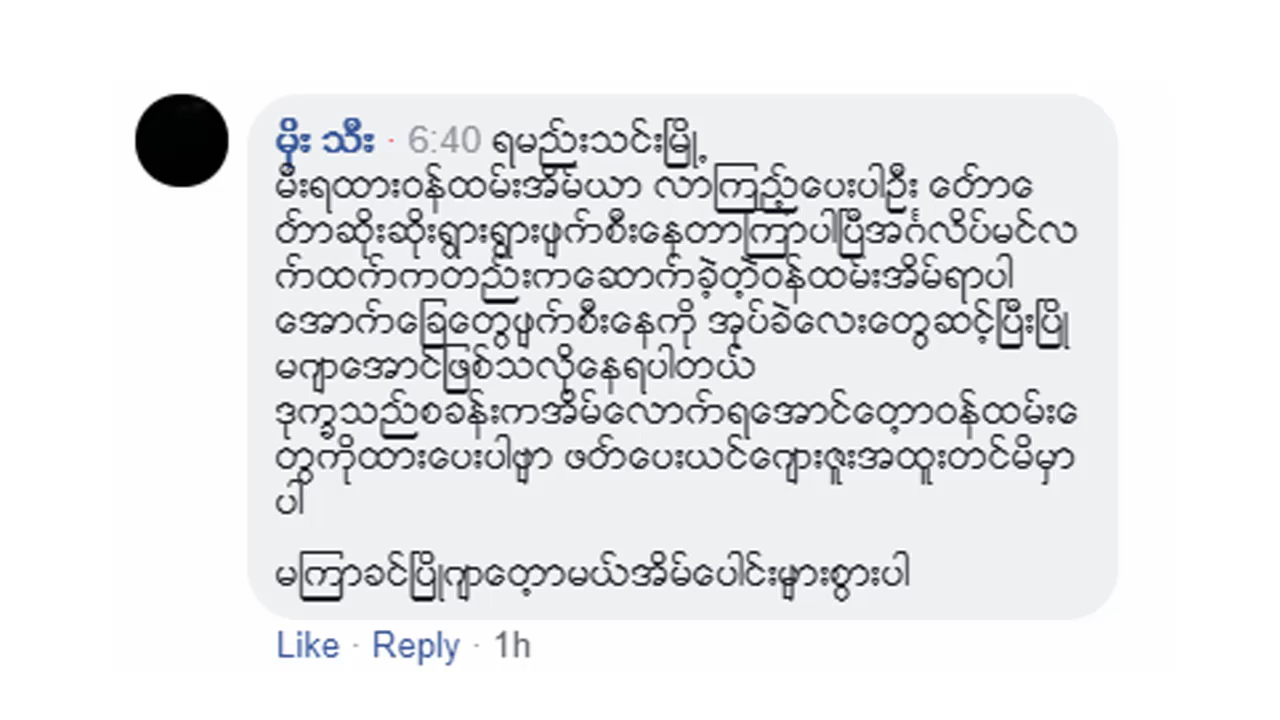 မိုး သီး · 6:40 ရမည်းသင်းမြို့
မီးရထားဝန်ထမ်းအိမ်ယာ လာကြည့်ပေးပါဦး တော်ာေ
တ်ာဆိုးဆိုးရွားရွားဖျက်စီးနေတာကြာပါပြီအင်္ဂလိပ်မင်လ
က်ထက်ကတည်းကဆောက်ခဲ့တဲ့ဝန်ထမ်းအိမ်ရာပါ
အောက်ခြေတွေဖျက်စီးနေကို အုပ်ခဲလေးတွေဆင့်ပြီးပြို
မကျာအောင်ဖြစ်သလိုနေရပါတယ်
ဒုက္ခသည်စခန်းကအိမ်လောက်ရအောင်တော့ာဝန်ထမ်းေ
တွကိုထားပေးပါဗျာ ဖတ်ပေးယင်ကျေးဇူးအထူးတင်မိမှာ
ပါ
မကြာခင်ပြိုကျတော့မယ်အိမ်ပေါင်းများစွားပါ
Like · Reply · 1h